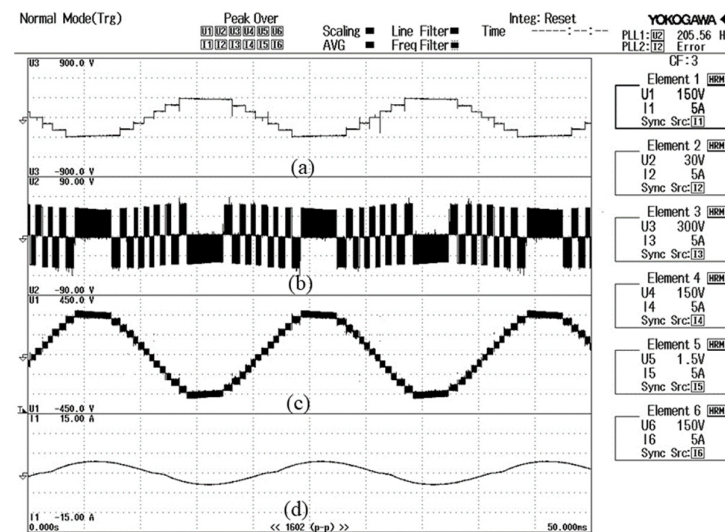 Normal Mode(Trg)
Peak Over
U1 U2 U3 U4 U5 U6
I1 I2 I3 I4 I5 I6
Scaling ■ Line Filter■
AVG ■ Freq Filter■
Integ: Reset
Time -----:--:--
YOKOGAWA
PLL1:U2 205.56 H
PLL2:I2 Error
CF:3
U3 900.0 V
(a)
U3 -900.0 V
U2 90.00 V
(b)
U2 -90.00 V
U1 450.0 V
(c)
U1 -450.0 V
I1 15.00 A
(d)
I1 -15.00 A
0.000s << 1602 (p-p) >> 50.000ms
Element 1 HRM
U1 150V
I1 5A
Sync Src:I1
Element 2 HRM
U2 30V
I2 5A
Sync Src:I2
Element 3 HRM
U3 300V
I3 5A
Sync Src:I3
Element 4 HRM
U4 150V
I4 5A
Sync Src:I4
Element 5 HRM
U5 1.5V
I5 5A
Sync Src:I5
Element 6 HRM
U6 150V
I6 5A
Sync Src:I6